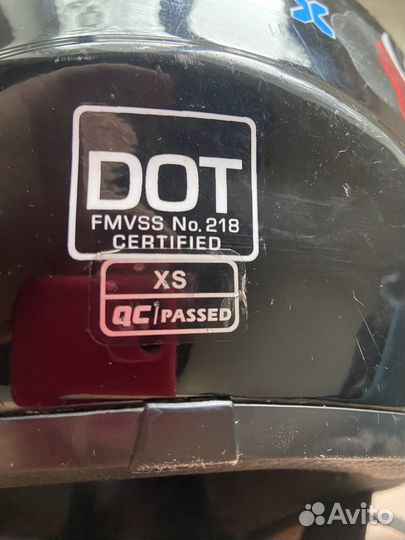 DOT
FMVSS No. 218
CERTIFIED
XS
QC PASSED
Avito